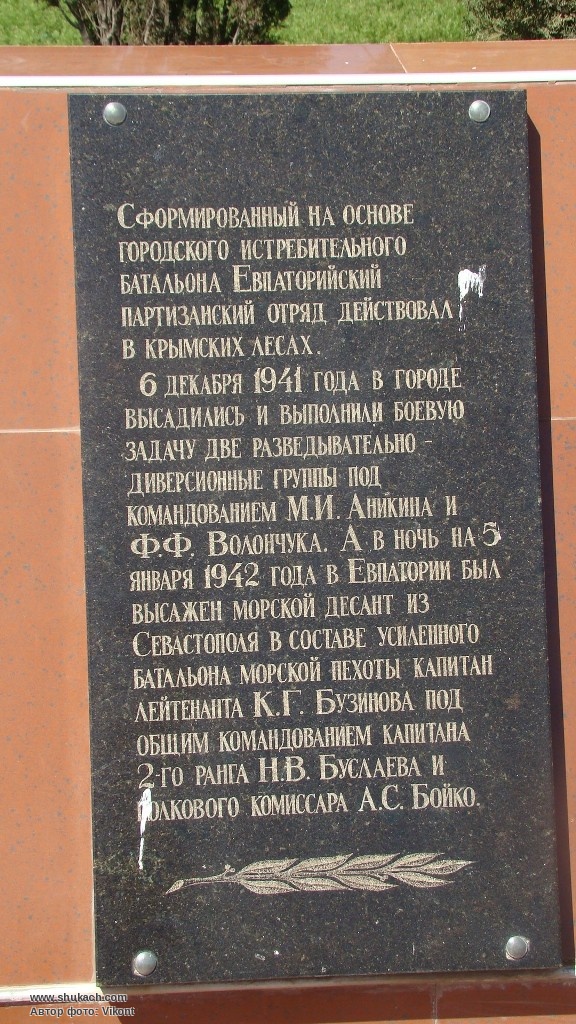 Сформированный на основе
городского истребительного
батальона Евпаторийский
партизанский отряд действовал
в крымских лесах.
6 декабря 1941 года в городе
высадились и выполнили боевую
задачу две разведывательно -
диверсионные группы под
командованием М.И. Аникина и
Ф.Ф. Волончука. А в ночь на 5
января 1942 года в Евпатории был
высажен морской десант из
Севастополя в составе усиленного
батальона морской пехоты капитан
лейтенанта К.Г. Бузинова под
общим командованием капитана
2-го ранга Н.В. Буслаева и
полкового комиссара А.С. Бойко.
www.shukach.com
Автор фото: Vikont